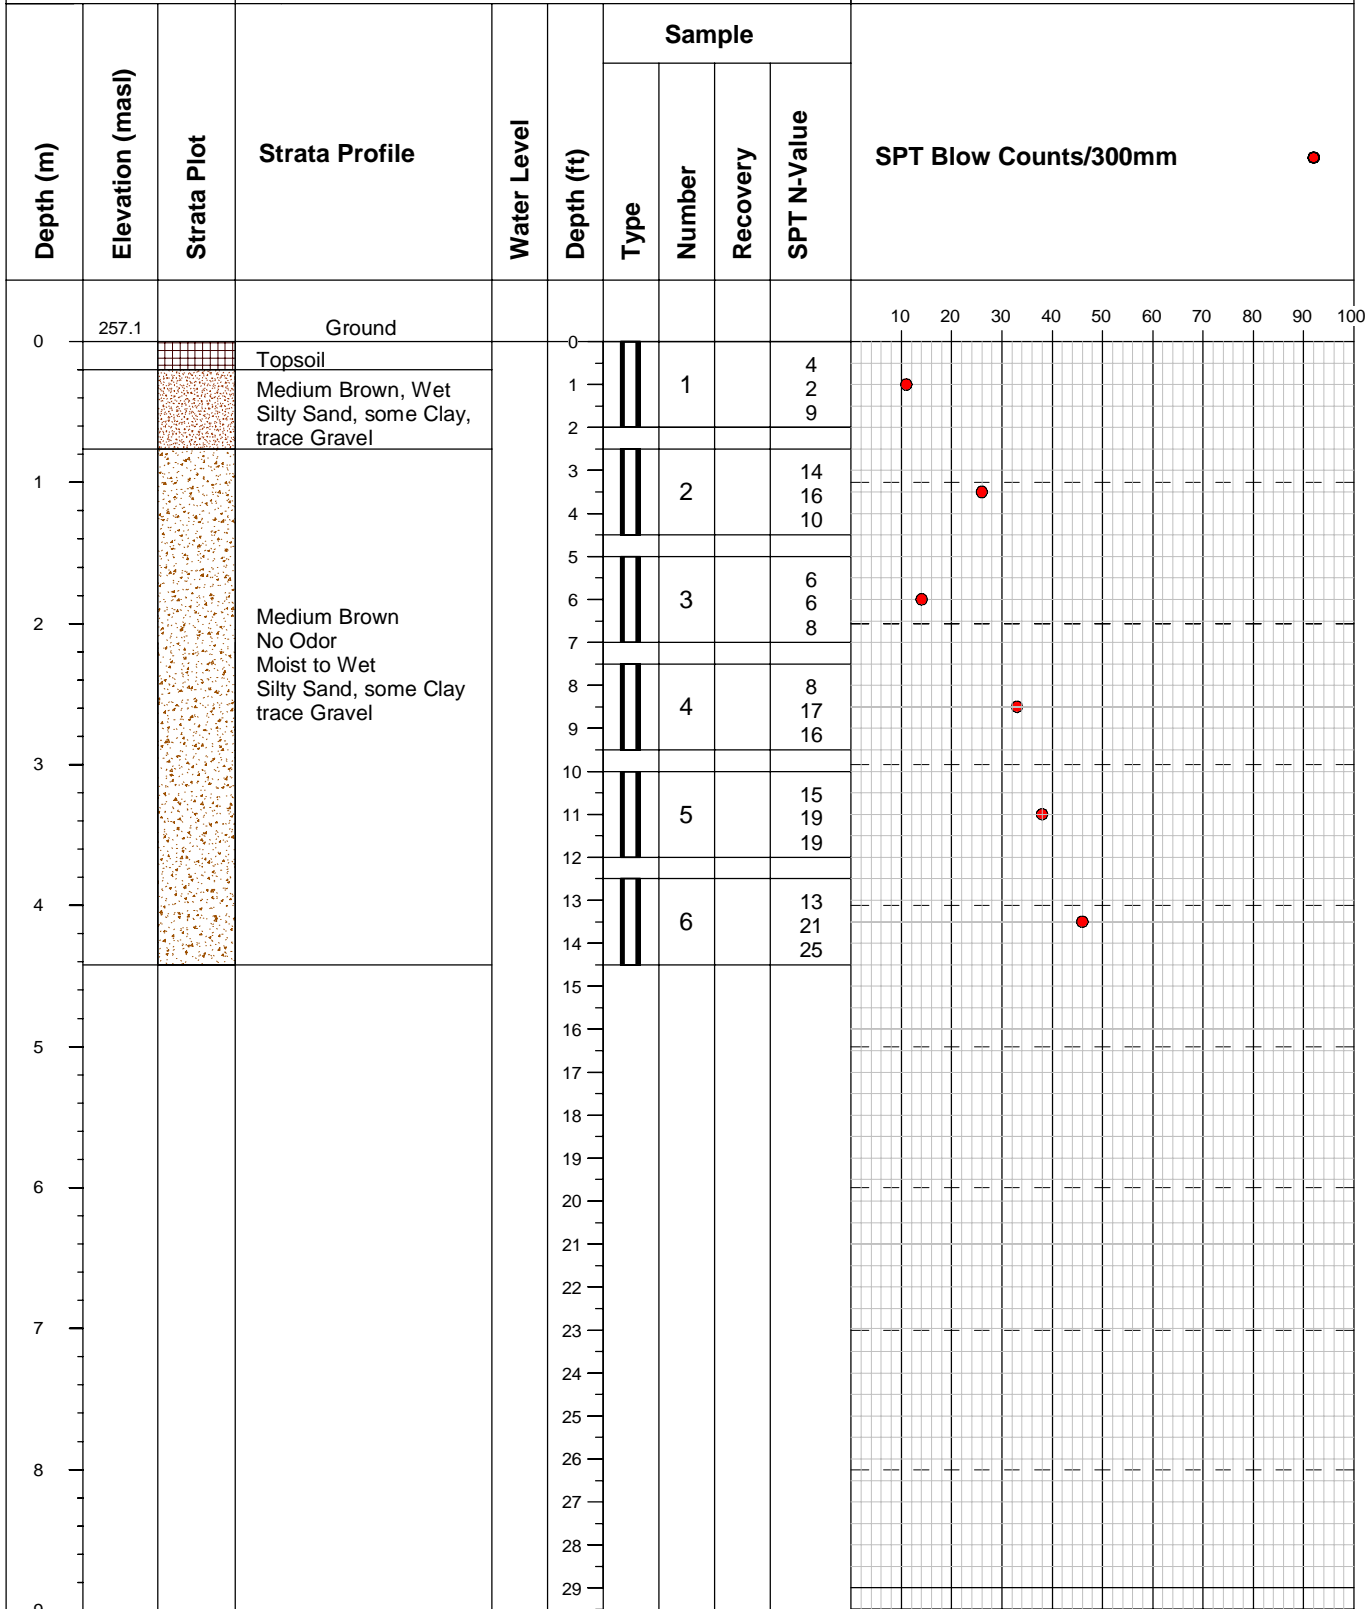 Sample
Depth (m)
Elevation (masl)
Strata Plot
Strata Profile
Water Level
Depth (ft)
Type
Number
Recovery
SPT N-Value
SPT Blow Counts/300mm
10 20 30 40 50 60 70 80 90 100
0 257.1 Ground 0
Topsoil
Medium Brown, Wet
Silty Sand, some Clay,
trace Gravel
1 4
1 2
2 9
3 14
1 2 16
4 10
5 6
6 3 6
7 8
2
Medium Brown
No Odor
Moist to Wet
Silty Sand, some Clay
trace Gravel
8 8
4 17
9 16
3
10 15
11 5 19
12 19
4
13 13
6 21
14 25
15
16
5
17
18
19
6
20
21
22
7
23
24
25
8
26
27
28
29